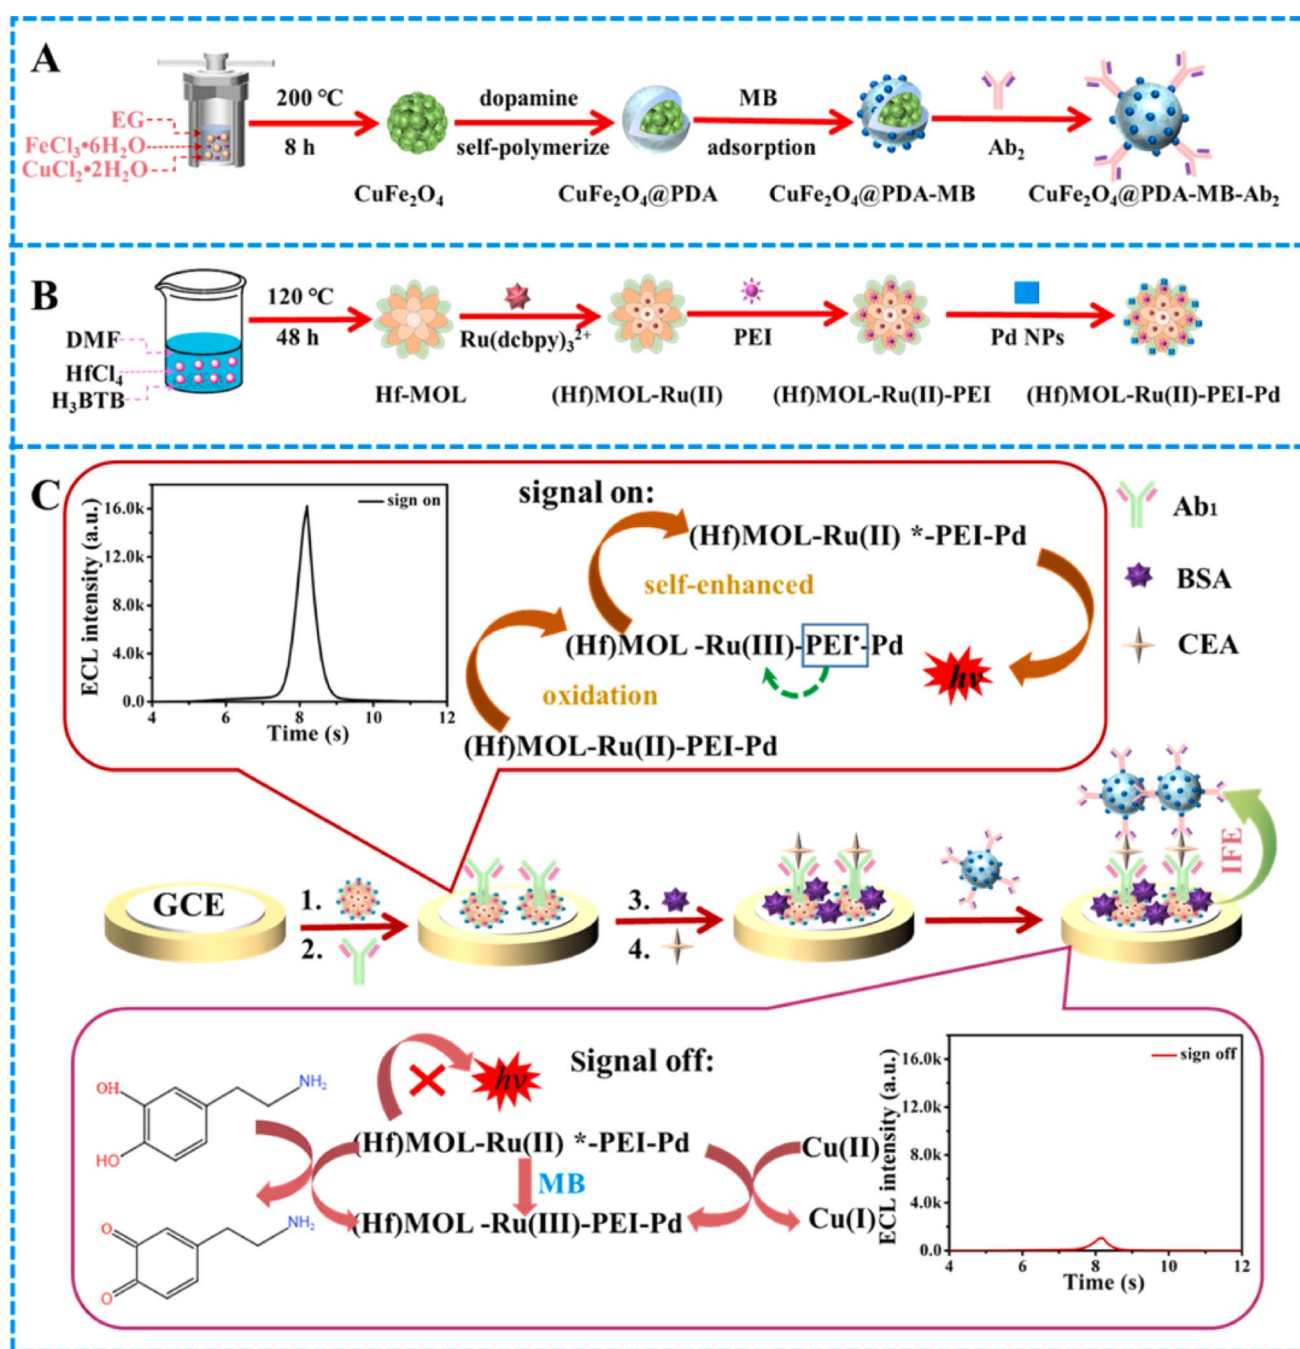 A
EG
FeCl₃•6H₂O
CuCl₂•2H₂O
200 °C
8 h
CuFe₂O₄
dopamine
self-polymerize
CuFe₂O₄@PDA
MB
adsorption
CuFe₂O₄@PDA-MB
Ab₂
CuFe₂O₄@PDA-MB-Ab₂
B
DMF
HfCl₄
H₃BTB
120 °C
48 h
Hf-MOL
Ru(dcbpy)₃²⁺
(Hf)MOL-Ru(II)
PEI
(Hf)MOL-Ru(II)-PEI
Pd NPs
(Hf)MOL-Ru(II)-PEI-Pd
C
ECL intensity (a.u.)
16.0k
12.0k
8.0k
4.0k
0.0
4 6 8 10 12
Time (s)
sign on
signal on:
(Hf)MOL-Ru(II) *-PEI-Pd
self-enhanced
(Hf)MOL -Ru(III)-PEI•-Pd
hν
oxidation
(Hf)MOL-Ru(II)-PEI-Pd
Ab₁
BSA
CEA
GCE
1.
2.
3.
4.
IFE
Signal off:
OH
HO
NH₂
O
O
NH₂
hν
(Hf)MOL-Ru(II) *-PEI-Pd
MB
(Hf)MOL -Ru(III)-PEI-Pd
Cu(II)
Cu(I)
ECL intensity (a.u.)
16.0k
12.0k
8.0k
4.0k
0.0
4 6 8 10 12
Time (s)
sign off